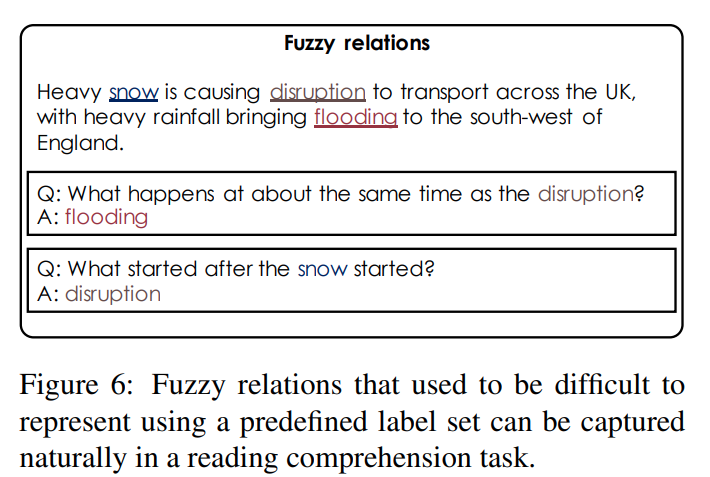 Fuzzy relations
Heavy snow is causing disruption to transport across the UK,
with heavy rainfall bringing flooding to the south-west of
England.
Q: What happens at about the same time as the disruption?
A: flooding
Q: What started after the snow started?
A: disruption
Figure 6: Fuzzy relations that used to be difficult to
represent using a predefined label set can be captured
naturally in a reading comprehension task.